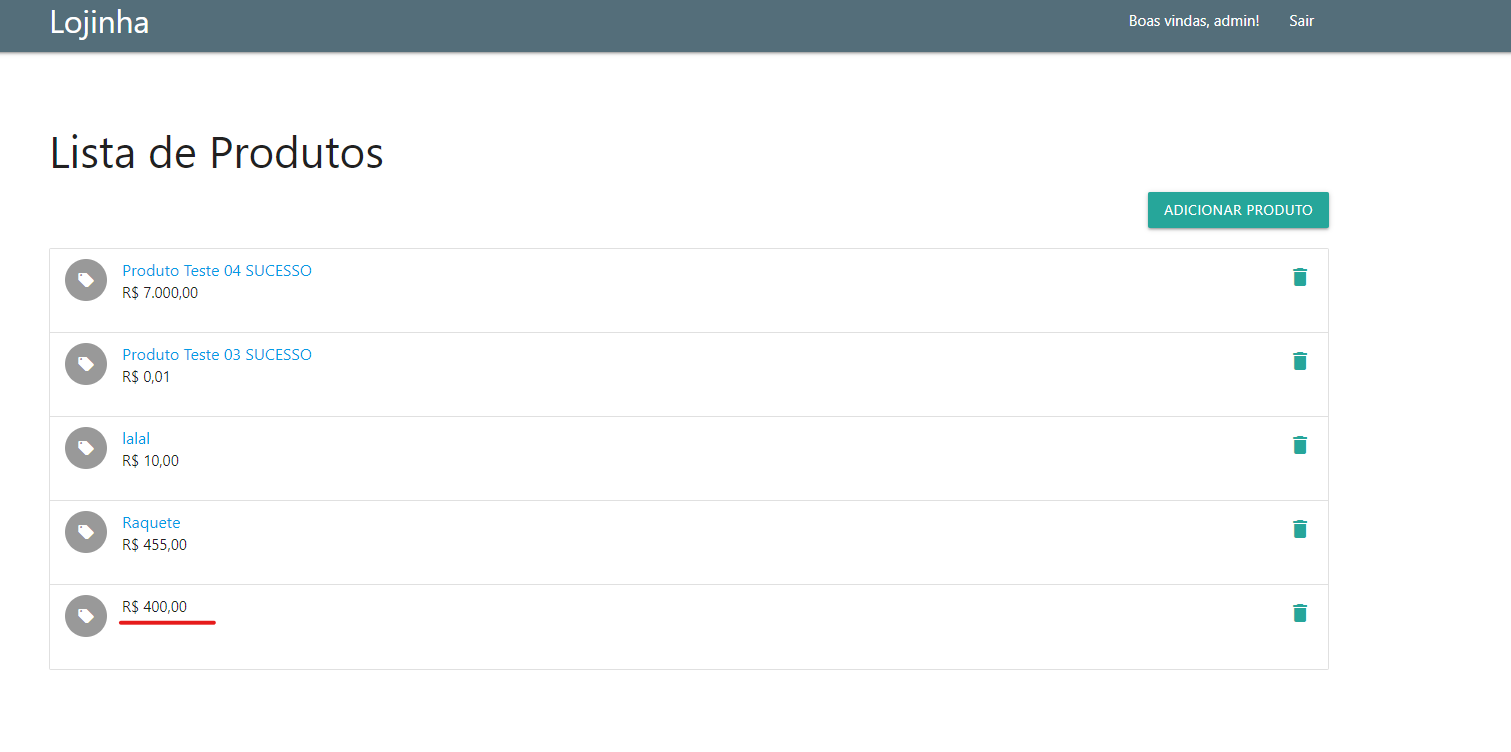 Lojinha
Boas vindas, admin!
Sair
Lista de Produtos
ADICIONAR PRODUTO
Produto Teste 04 SUCESSO
R$ 7.000,00
Produto Teste 03 SUCESSO
R$ 0,01
lalal
R$ 10,00
Raquete
R$ 455,00
R$ 400,00